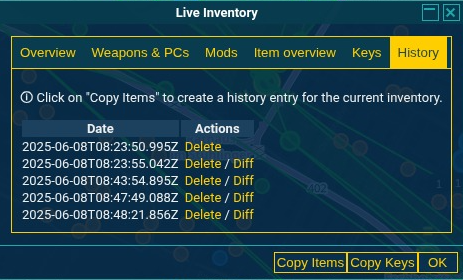 Live Inventory
Overview Weapons & PCs Mods Item overview Keys History
ⓘ Click on "Copy Items" to create a history entry for the current inventory.
Date Actions
2025-06-08T08:23:50.995Z Delete
2025-06-08T08:23:55.042Z Delete / Diff
2025-06-08T08:43:54.895Z Delete / Diff
2025-06-08T08:47:49.088Z Delete / Diff
2025-06-08T08:48:21.856Z Delete / Diff
402
Copy Items Copy Keys OK